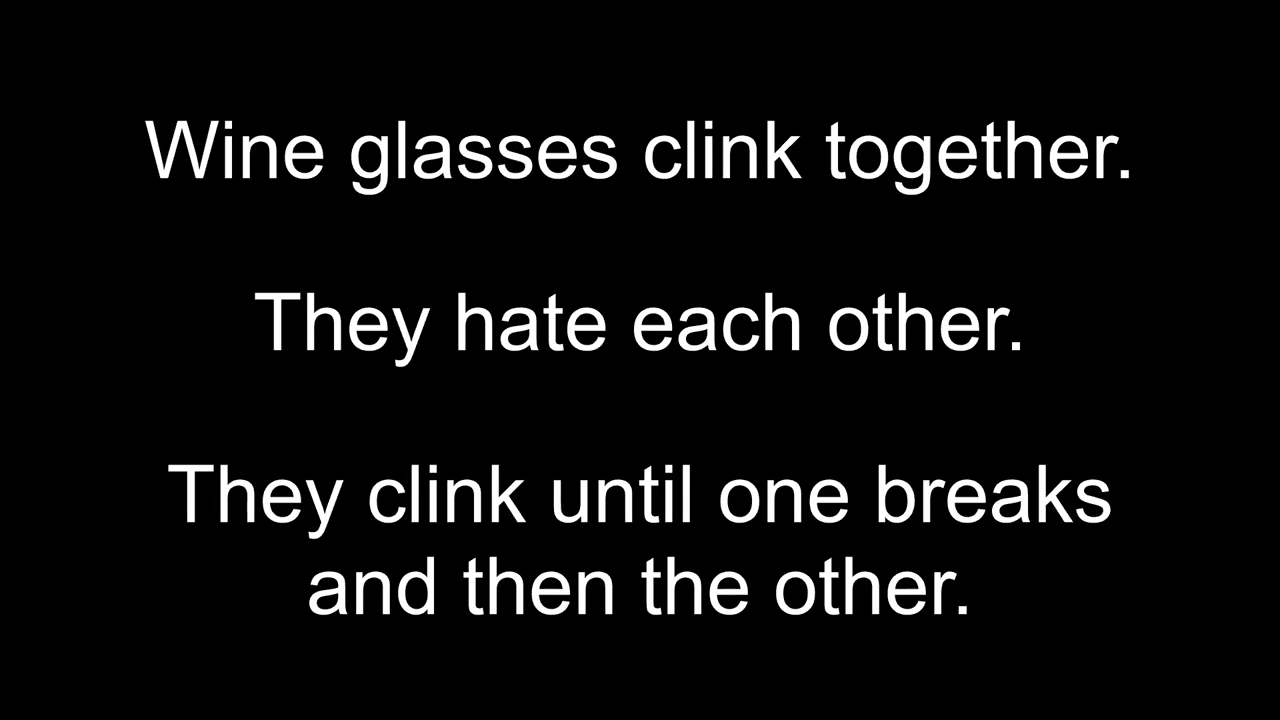 Wine glasses clink together.
They hate each other.
They clink until one breaks
and then the other.